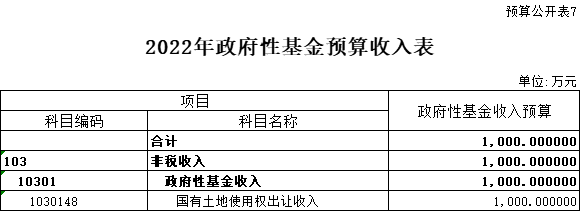 预算公开表7
2022年政府性基金预算收入表
单位:万元
项目 政府性基金收入预算
科目编码 科目名称
合计 1,000.000000
103 非税收入 1,000.000000
10301 政府性基金收入 1,000.000000
1030148 国有土地使用权出让收入 1,000.000000